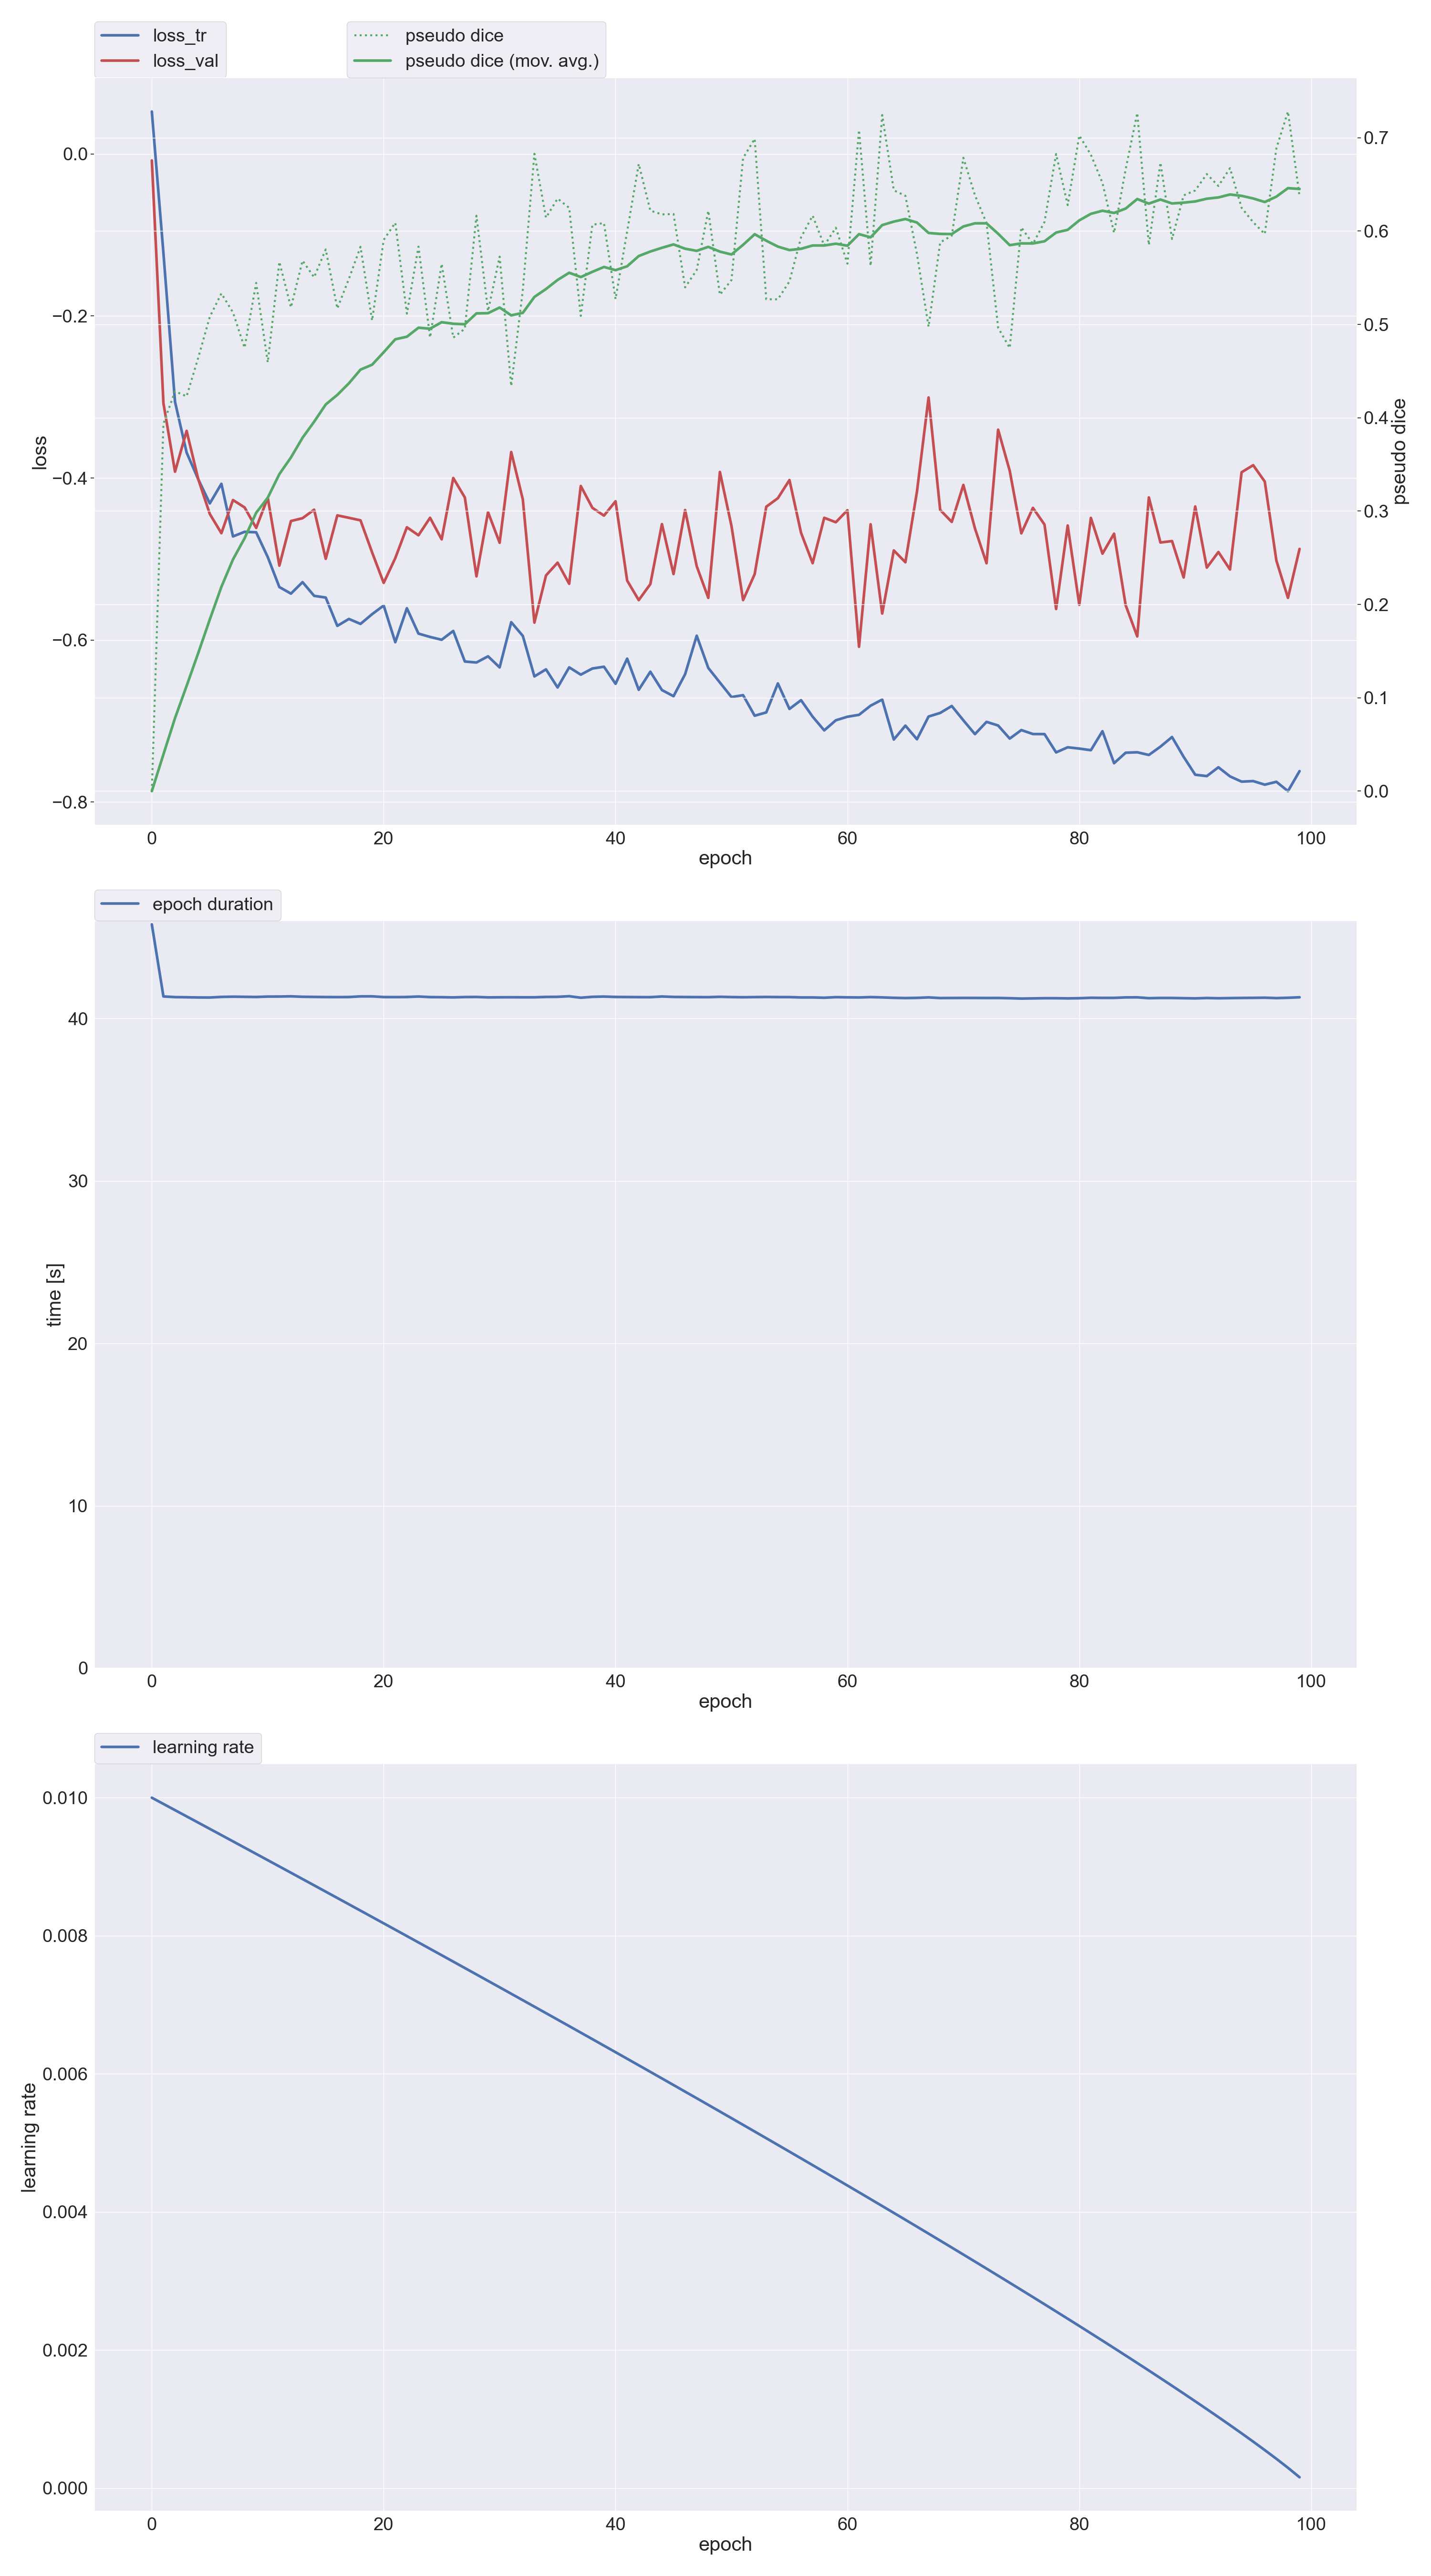 loss_tr
loss_val
pseudo dice
pseudo dice (mov. avg.)
0.0
−0.2
−0.4
−0.6
−0.8
loss
0.7
0.6
0.5
0.4
0.3
0.2
0.1
0.0
pseudo dice
0 20 40 60 80 100
epoch
epoch duration
40
30
20
10
0
time [s]
0 20 40 60 80 100
epoch
learning rate
0.010
0.008
0.006
0.004
0.002
0.000
learning rate
0 20 40 60 80 100
epoch